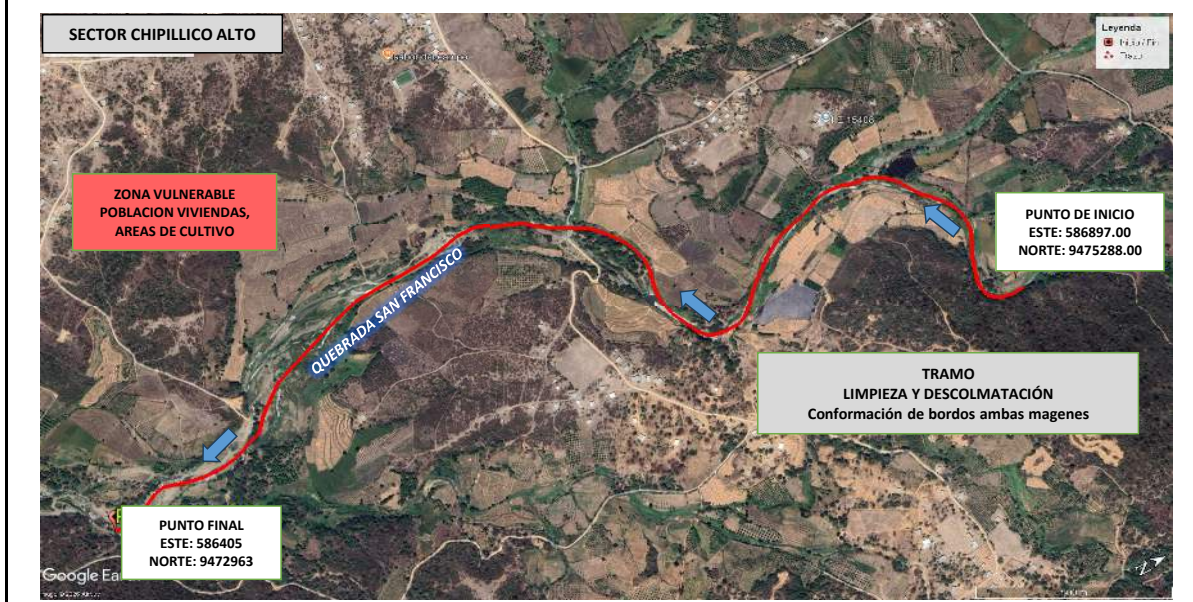 SECTOR CHIPILLICO ALTO
Leyenda
I.E 15408
ZONA VULNERABLE
POBLACION VIVIENDAS,
AREAS DE CULTIVO
PUNTO DE INICIO
ESTE: 586897.00
NORTE: 9475288.00
QUEBRADA SAN FRANCISCO
TRAMO
LIMPIEZA Y DESCOLMATACIÓN
Conformación de bordos ambas magenes
PUNTO FINAL
ESTE: 586405
NORTE: 9472963
Google